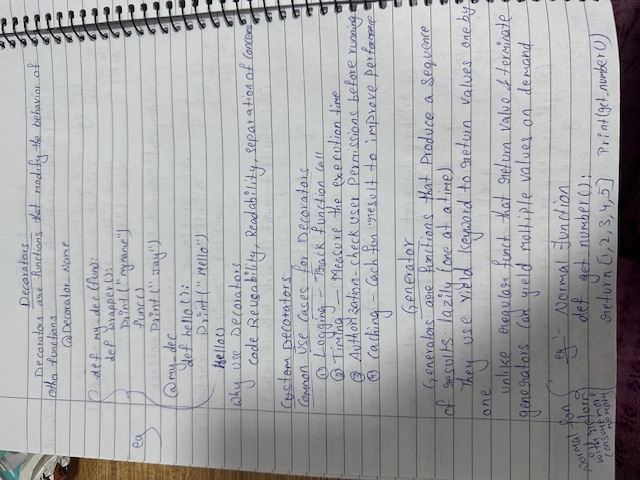 Decorators
Decorators are functions that modify the behavior of
other functions
@Decorator_Name
def my_dec (func):
def wrapper():
Print("myname")
func()
Print("Jay")
eg
@my_dec
def hello():
Print("Hello")
hello()
Why use Decorators
Code Reusability, Readability, separation of concerns
Custom Decorators
Common Use Cases for Decorators
① Logging - Track function call
② Timing - Measure the execution time
③ Authorization - check user Permissions before running
④ Caching - Cach fun result to improve performance
Generator
Generators are functions that Produce a sequence
of results lazily (one at a time)
They use Yield Keyword to return values one by
one
unlike regular funct that return value & terminate
generators can yield moltiple values on demand
eg :- Normal Function
def get_number():
return [1,2,3,4,5] Print(get_number())
Normal fun
with return
consume more
memory